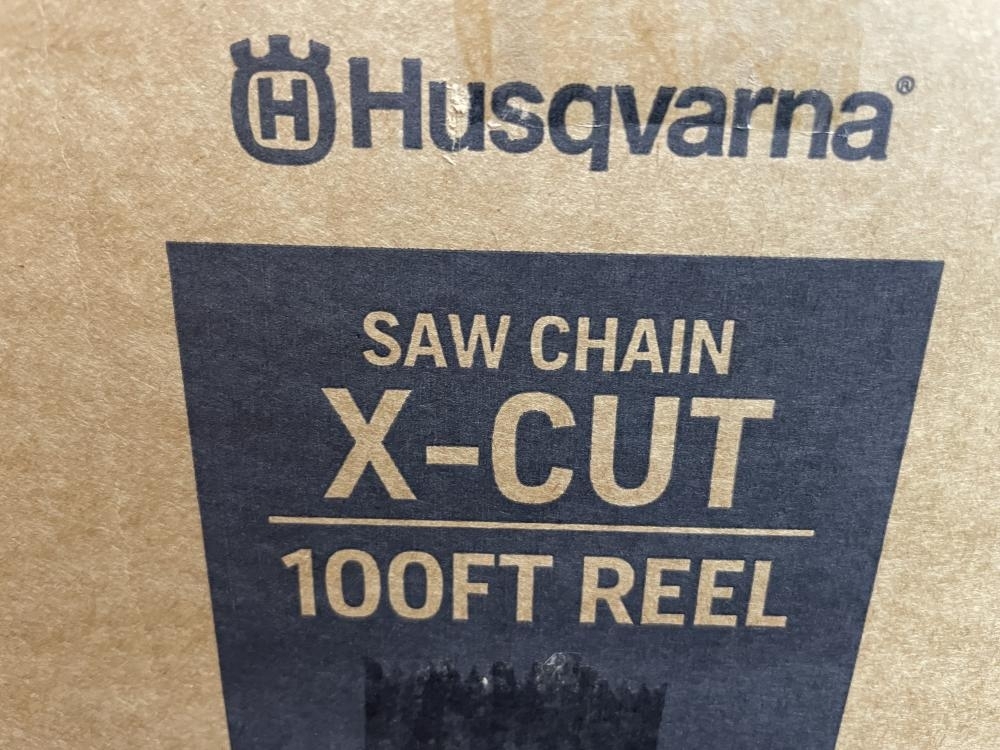 H Husqvarna®
SAW CHAIN
X-CUT
100FT REEL